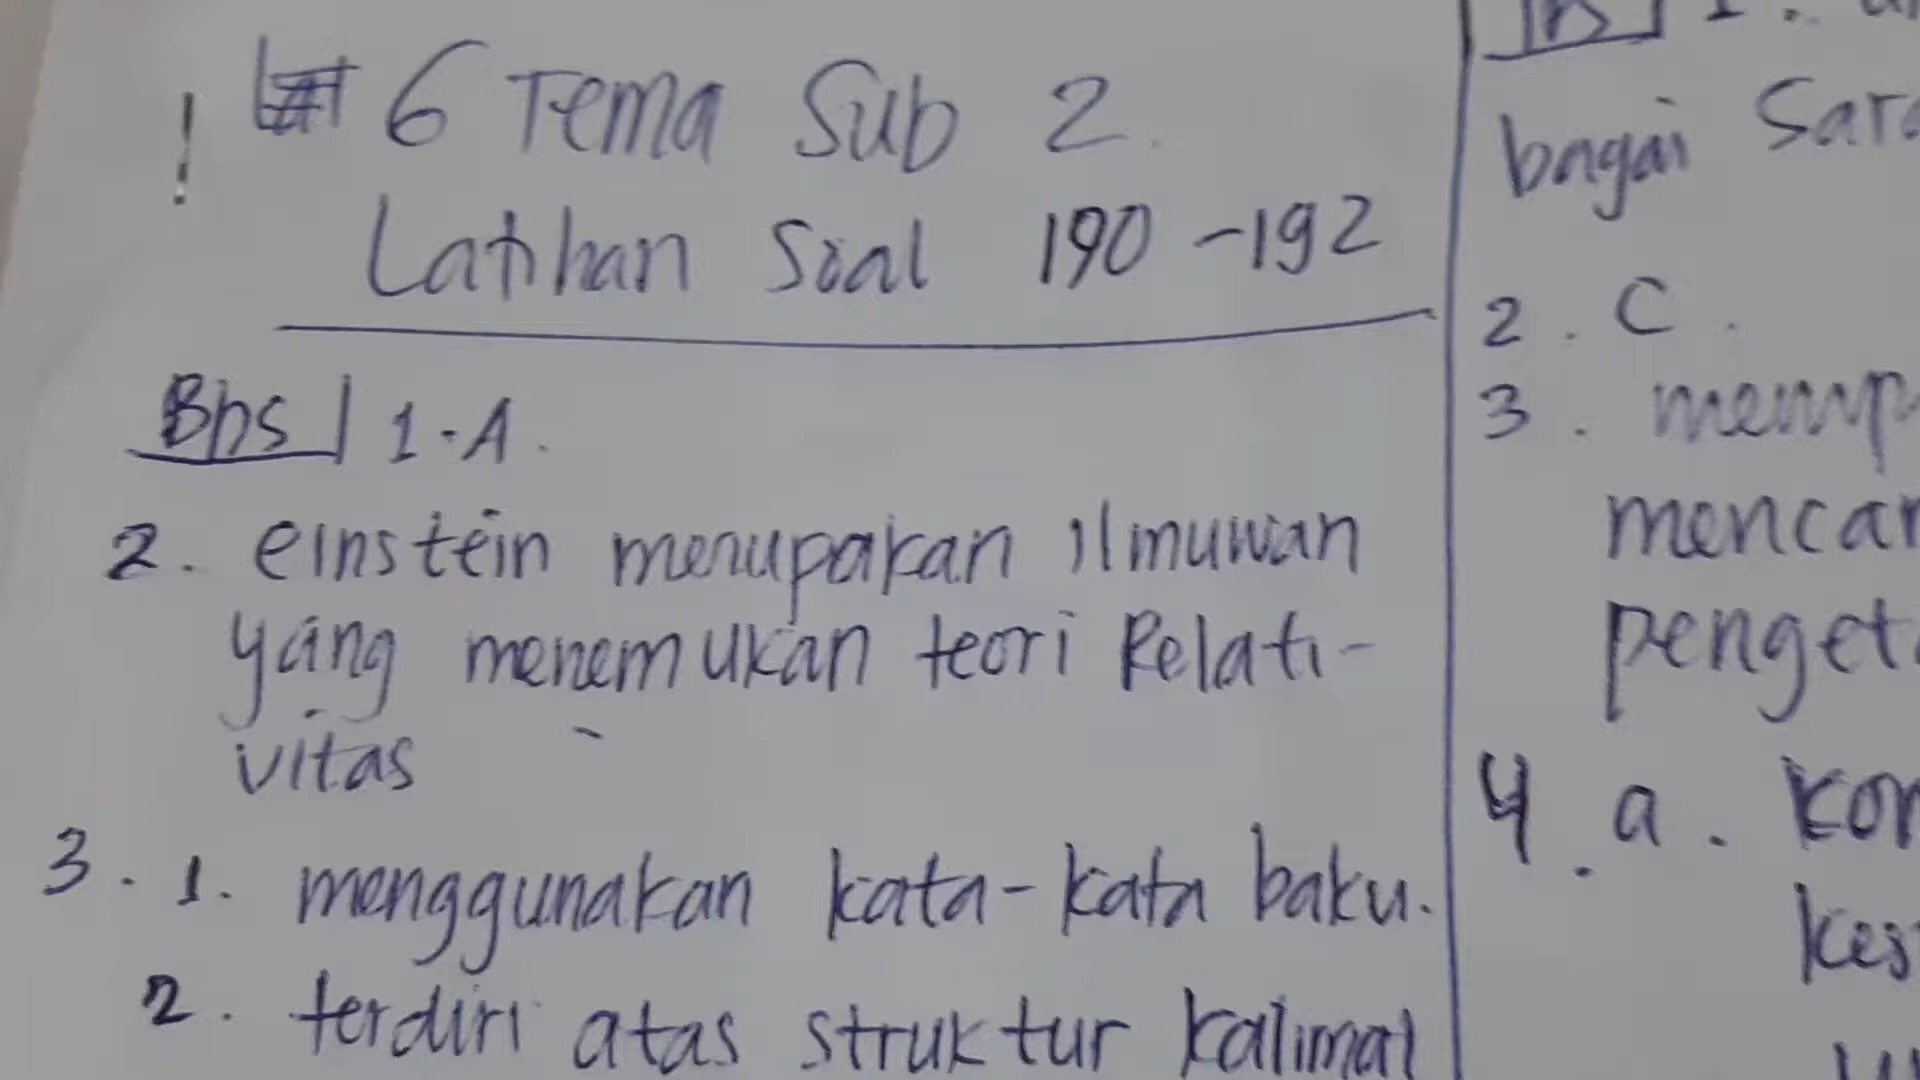 ! 6 Tema Sub 2.
Latihan Soal 190-192
Bhs 1. A.
2. einstein merupakan ilmuwan
yang menemukan teori Relati-
vitas
3. 1. menggunakan kata-kata baku.
2. terdiri atas struktur kalimat
1.
bagai
2. C.
3.
4. a.